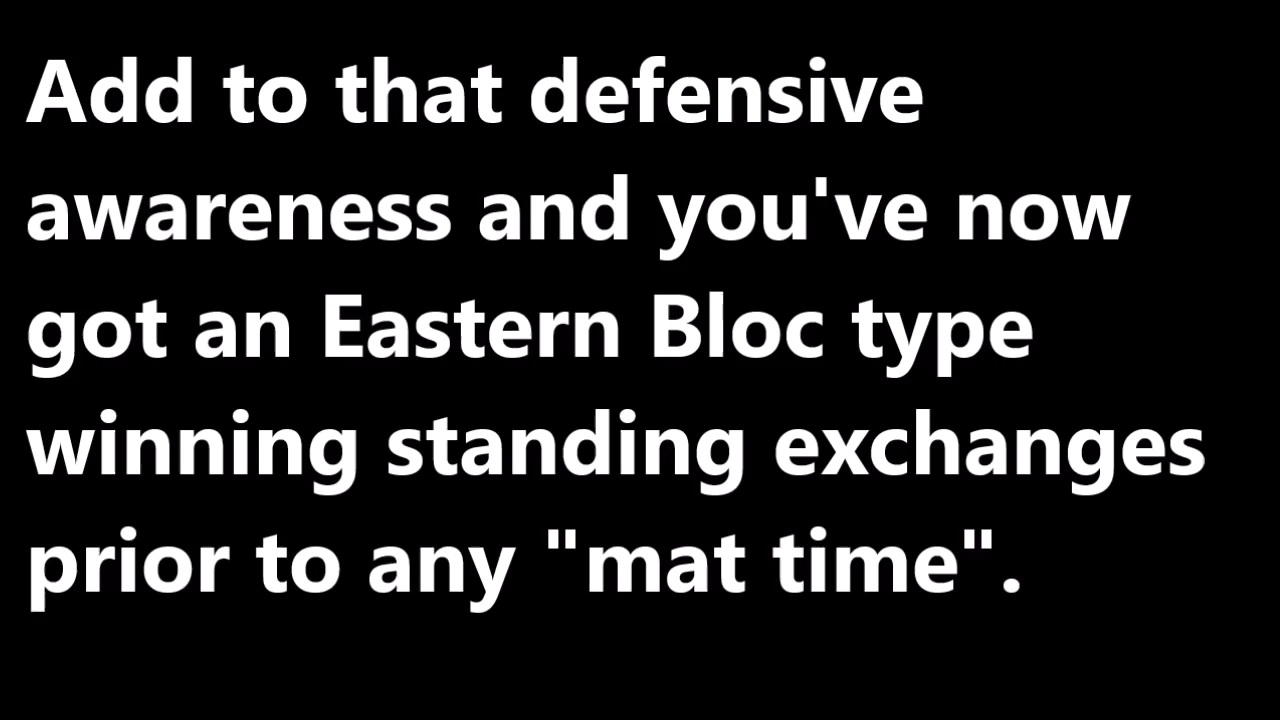 Add to that defensive
awareness and you've now
got an Eastern Bloc type
winning standing exchanges
prior to any "mat time".